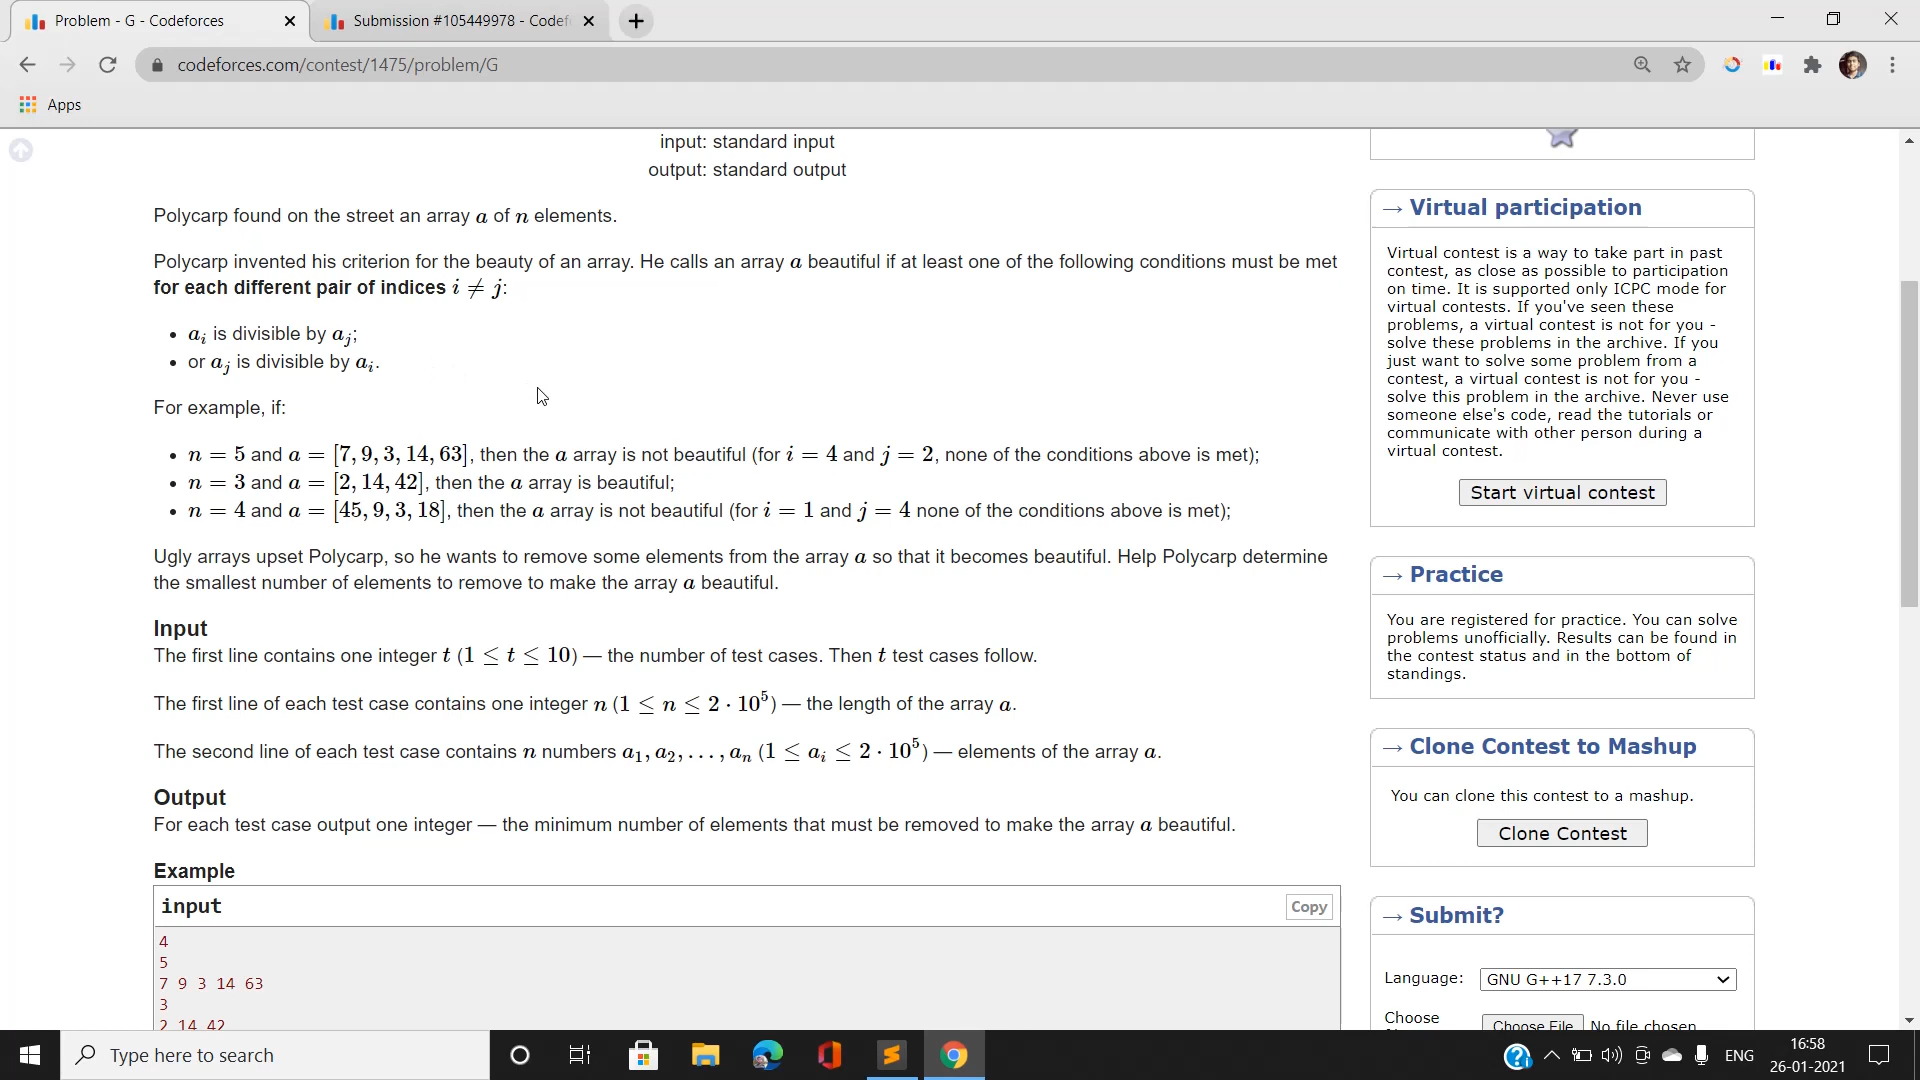 Problem - G - Codeforces
Submission #105449978 - Codef
codeforces.com/contest/1475/problem/G
Apps
input: standard input
output: standard output
Polycarp found on the street an array a of n elements.
Polycarp invented his criterion for the beauty of an array. He calls an array a beautiful if at least one of the following conditions must be met
for each different pair of indices i ≠ j:
• a_i is divisible by a_j;
• or a_j is divisible by a_i.
For example, if:
• n = 5 and a = [7, 9, 3, 14, 63], then the a array is not beautiful (for i = 4 and j = 2, none of the conditions above is met);
• n = 3 and a = [2, 14, 42], then the a array is beautiful;
• n = 4 and a = [45, 9, 3, 18], then the a array is not beautiful (for i = 1 and j = 4 none of the conditions above is met);
Ugly arrays upset Polycarp, so he wants to remove some elements from the array a so that it becomes beautiful. Help Polycarp determine
the smallest number of elements to remove to make the array a beautiful.
Input
The first line contains one integer t (1 ≤ t ≤ 10) — the number of test cases. Then t test cases follow.
The first line of each test case contains one integer n (1 ≤ n ≤ 2 · 10^5) — the length of the array a.
The second line of each test case contains n numbers a_1, a_2, . . . , a_n (1 ≤ a_i ≤ 2 · 10^5) — elements of the array a.
Output
For each test case output one integer — the minimum number of elements that must be removed to make the array a beautiful.
Example
input
Copy
4
5
7 9 3 14 63
3
2 14 42
→ Virtual participation
Virtual contest is a way to take part in past
contest, as close as possible to participation
on time. It is supported only ICPC mode for
virtual contests. If you've seen these
problems, a virtual contest is not for you -
solve these problems in the archive. If you
just want to solve some problem from a
contest, a virtual contest is not for you -
solve this problem in the archive. Never use
someone else's code, read the tutorials or
communicate with other person during a
virtual contest.
Start virtual contest
→ Practice
You are registered for practice. You can solve
problems unofficially. Results can be found in
the contest status and in the bottom of
standings.
→ Clone Contest to Mashup
You can clone this contest to a mashup.
Clone Contest
→ Submit?
Language: GNU G++17 7.3.0
Choose
Choose File No file chosen
Type here to search
ENG
16:58
26-01-2021